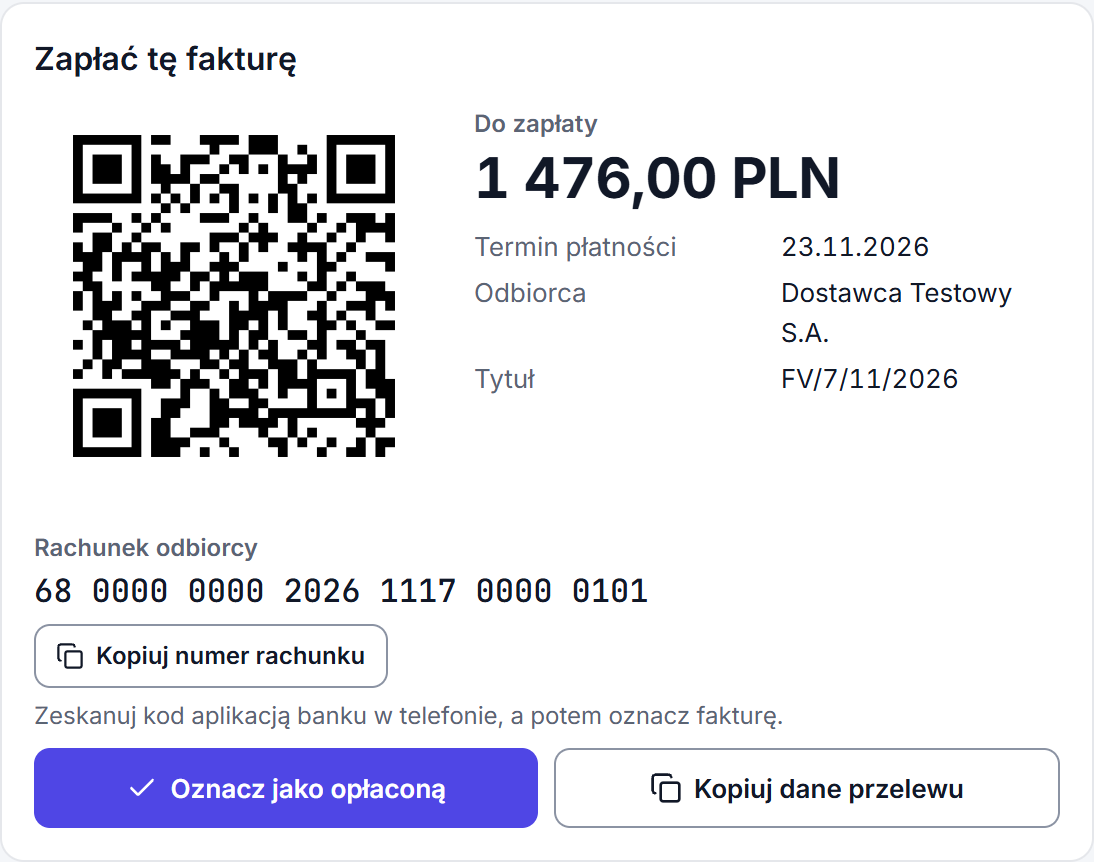 Zapłać tę fakturę
Do zapłaty
1 476,00 PLN
Termin płatności 23.11.2026
Odbiorca Dostawca Testowy
S.A.
Tytuł FV/7/11/2026
Rachunek odbiorcy
68 0000 0000 2026 1117 0000 0101
Kopiuj numer rachunku
Zeskanuj kod aplikacją banku w telefonie, a potem oznacz fakturę.
Oznacz jako opłaconą
Kopiuj dane przelewu